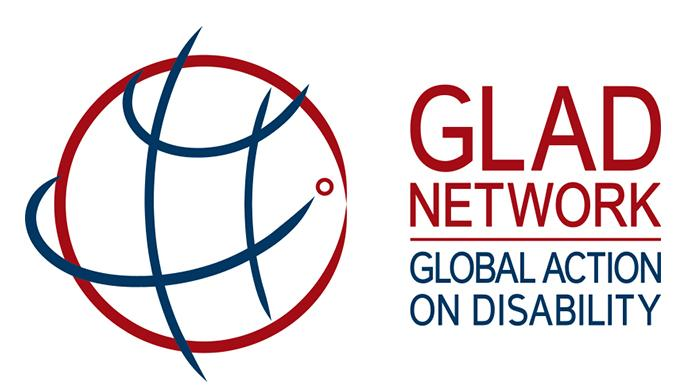 GLAD
NETWORK
GLOBAL ACTION
ON DISABILITY